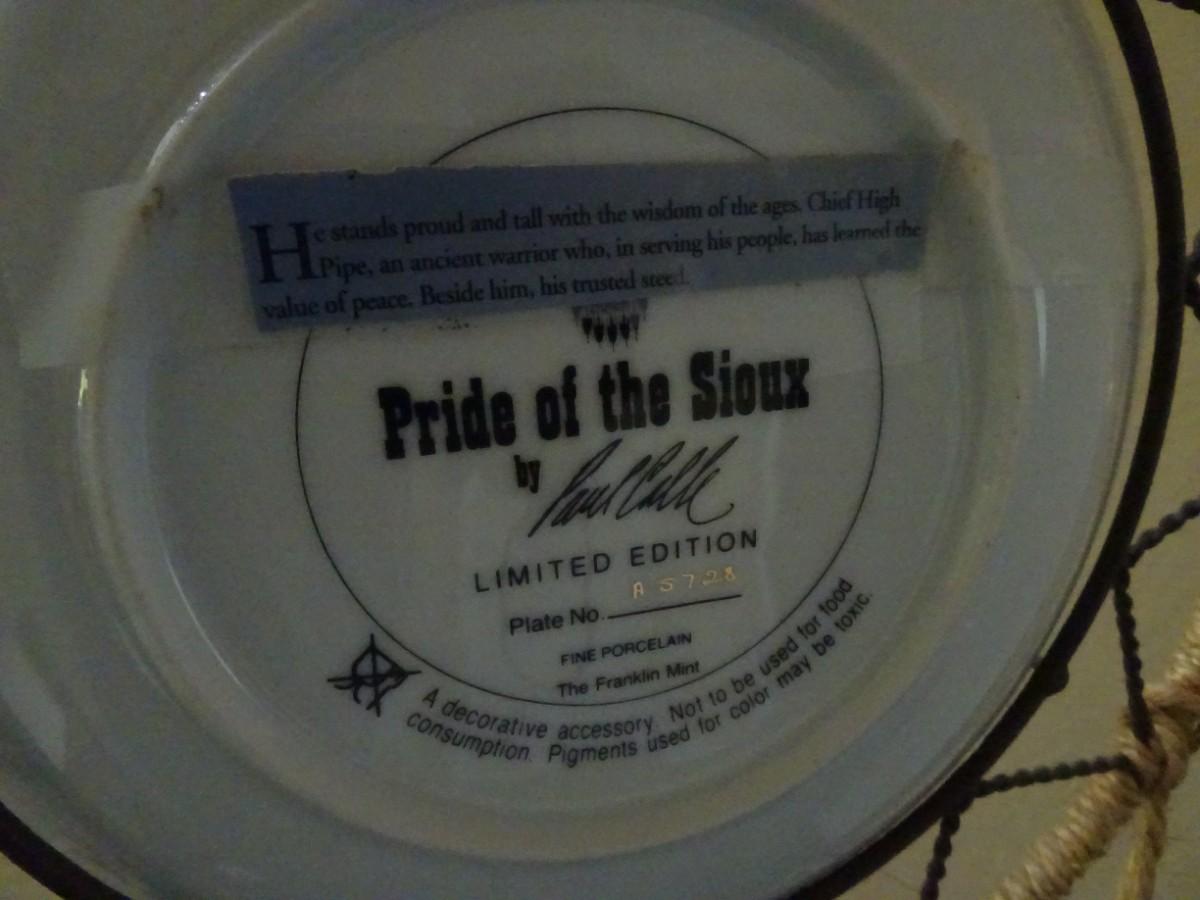 He stands proud and tall with the wisdom of the ages. Chief High
Pipe, an ancient warrior who, in serving his people, has learned the
value of peace. Beside him, his trusted steed.
Pride of the Sioux
by Paul Calle
LIMITED EDITION
Plate No. A5728
FINE PORCELAIN
The Franklin Mint
A decorative accessory. Not to be used for food
consumption. Pigments used for color may be toxic.